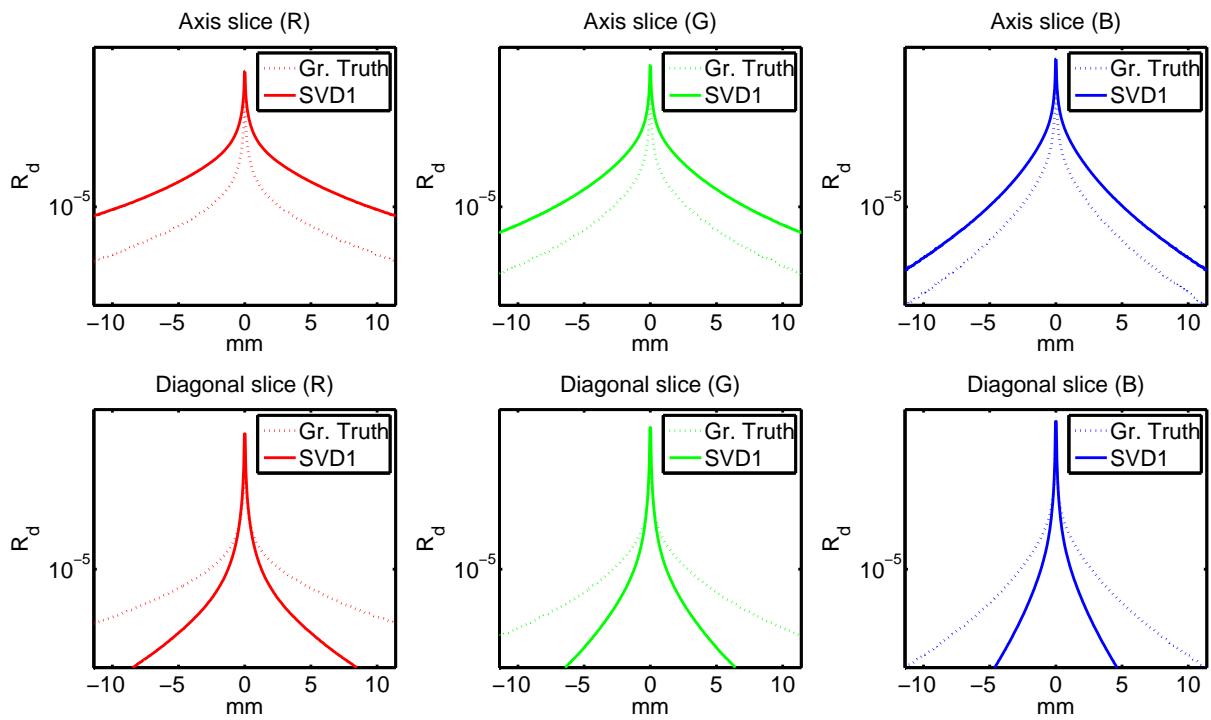 Axis slice (R)
Gr. Truth
SVD1
R_d
10^−5
−10 −5 0 5 10
mm
Axis slice (G)
Gr. Truth
SVD1
R_d
10^−5
−10 −5 0 5 10
mm
Axis slice (B)
Gr. Truth
SVD1
R_d
10^−5
−10 −5 0 5 10
mm
Diagonal slice (R)
Gr. Truth
SVD1
R_d
10^−5
−10 −5 0 5 10
mm
Diagonal slice (G)
Gr. Truth
SVD1
R_d
10^−5
−10 −5 0 5 10
mm
Diagonal slice (B)
Gr. Truth
SVD1
R_d
10^−5
−10 −5 0 5 10
mm